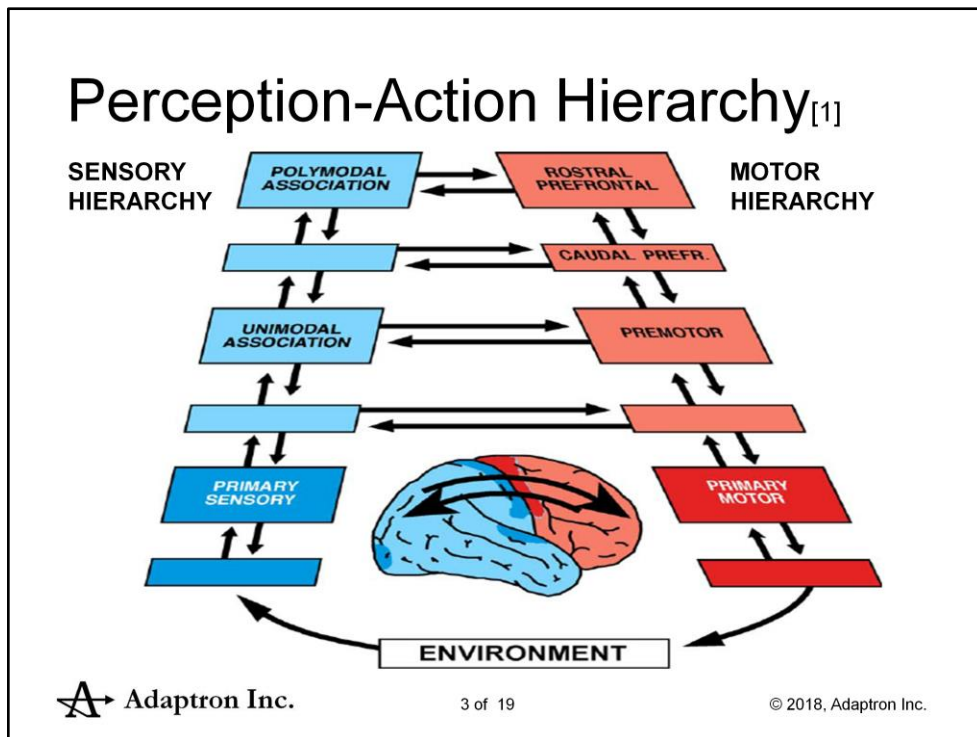 Perception-Action Hierarchy[1]
SENSORY
HIERARCHY
POLYMODAL
ASSOCIATION
ROSTRAL
PREFRONTAL
MOTOR
HIERARCHY
CAUDAL PREFR.
UNIMODAL
ASSOCIATION
PREMOTOR
PRIMARY
SENSORY
PRIMARY
MOTOR
ENVIRONMENT
A Adaptron Inc.
3 of 19
© 2018, Adaptron Inc.